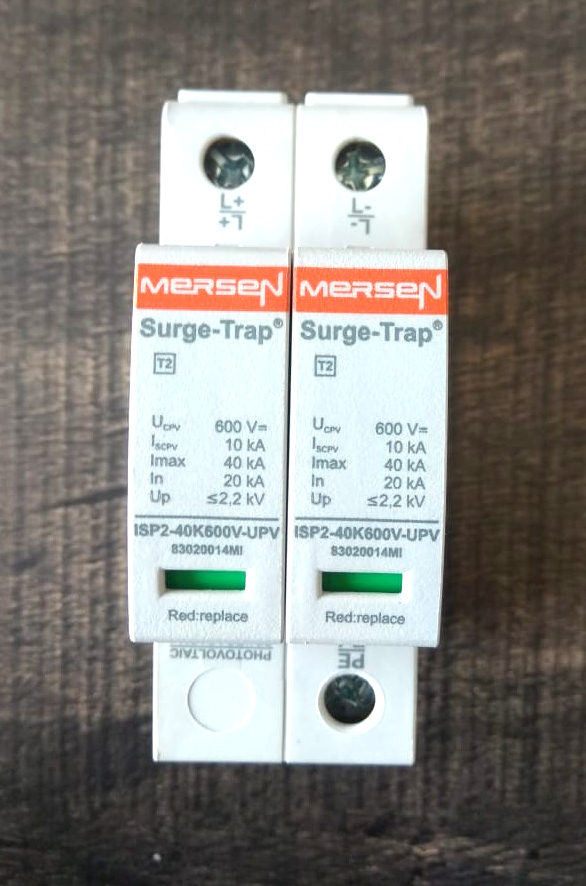 L+
L+
L-
L-
MERSEN
Surge-Trap®
T2
UCPV 600 V=
ISCPV 10 kA
Imax 40 kA
In 20 kA
Up ≤2,2 kV
ISP2-40K600V-UPV
83020014MI
Red:replace
PHOTOVOLTAIC
MERSEN
Surge-Trap®
T2
UCPV 600 V=
ISCPV 10 kA
Imax 40 kA
In 20 kA
Up ≤2,2 kV
ISP2-40K600V-UPV
83020014MI
Red:replace
PE